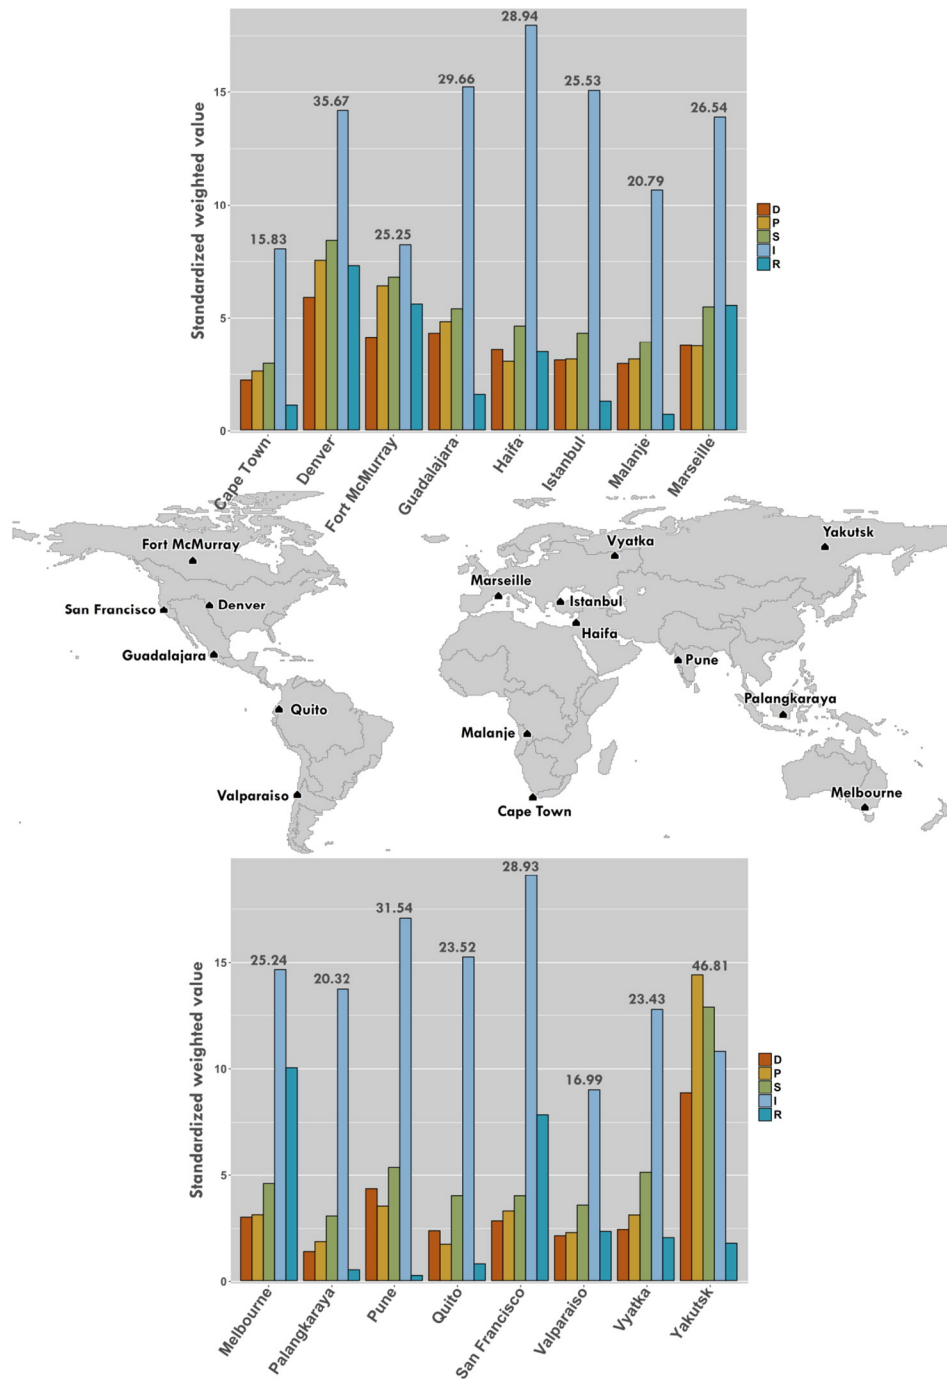 28.94
35.67
29.66
25.53
26.54
15.83
25.25
20.79
Standardized weighted value
15
10
5
0
D
P
S
I
R
Cape Town
Denver
Fort McMurray
Guadalajara
Haifa
Istanbul
Malanje
Marseille
Fort McMurray
Vyatka
Yakutsk
Marseille
San Francisco
Denver
Istanbul
Haifa
Guadalajara
Pune
Quito
Palangkaraya
Malanje
Valparaiso
Melbourne
Cape Town
28.93
31.54
25.24
20.32
23.52
16.99
23.43
46.81
Standardized weighted value
15
10
5
0
D
P
S
I
R
Melbourne
Palangkaraya
Pune
Quito
San Francisco
Valparaiso
Vyatka
Yakutsk